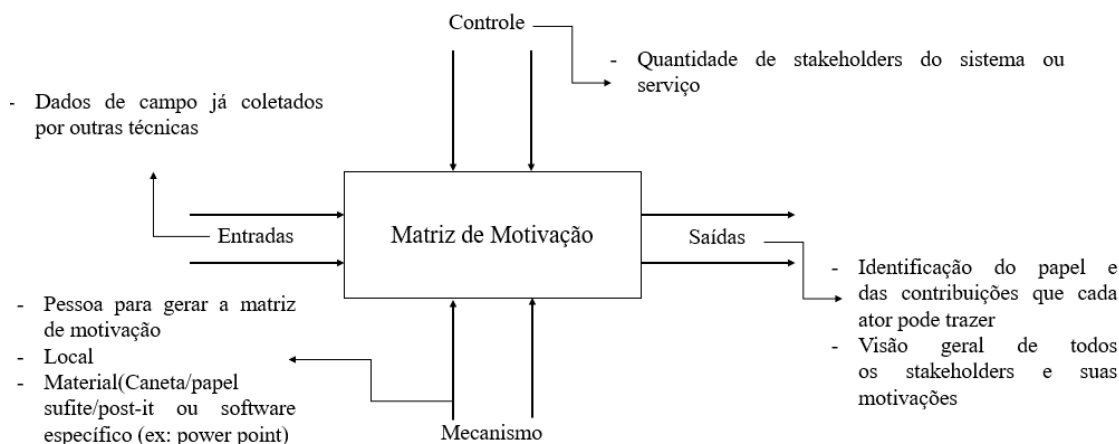 Controle
- Quantidade de stakeholders do sistema ou
serviço
- Dados de campo já coletados
por outras técnicas
Entradas
Matriz de Motivação
Saídas
- Identificação do papel e
das contribuições que cada
ator pode trazer
- Visão geral de todos
os stakeholders e suas
motivações
- Pessoa para gerar a matriz
de motivação
- Local
- Material(Caneta/papel
sufite/post-it ou software
específico (ex: power point)
Mecanismo